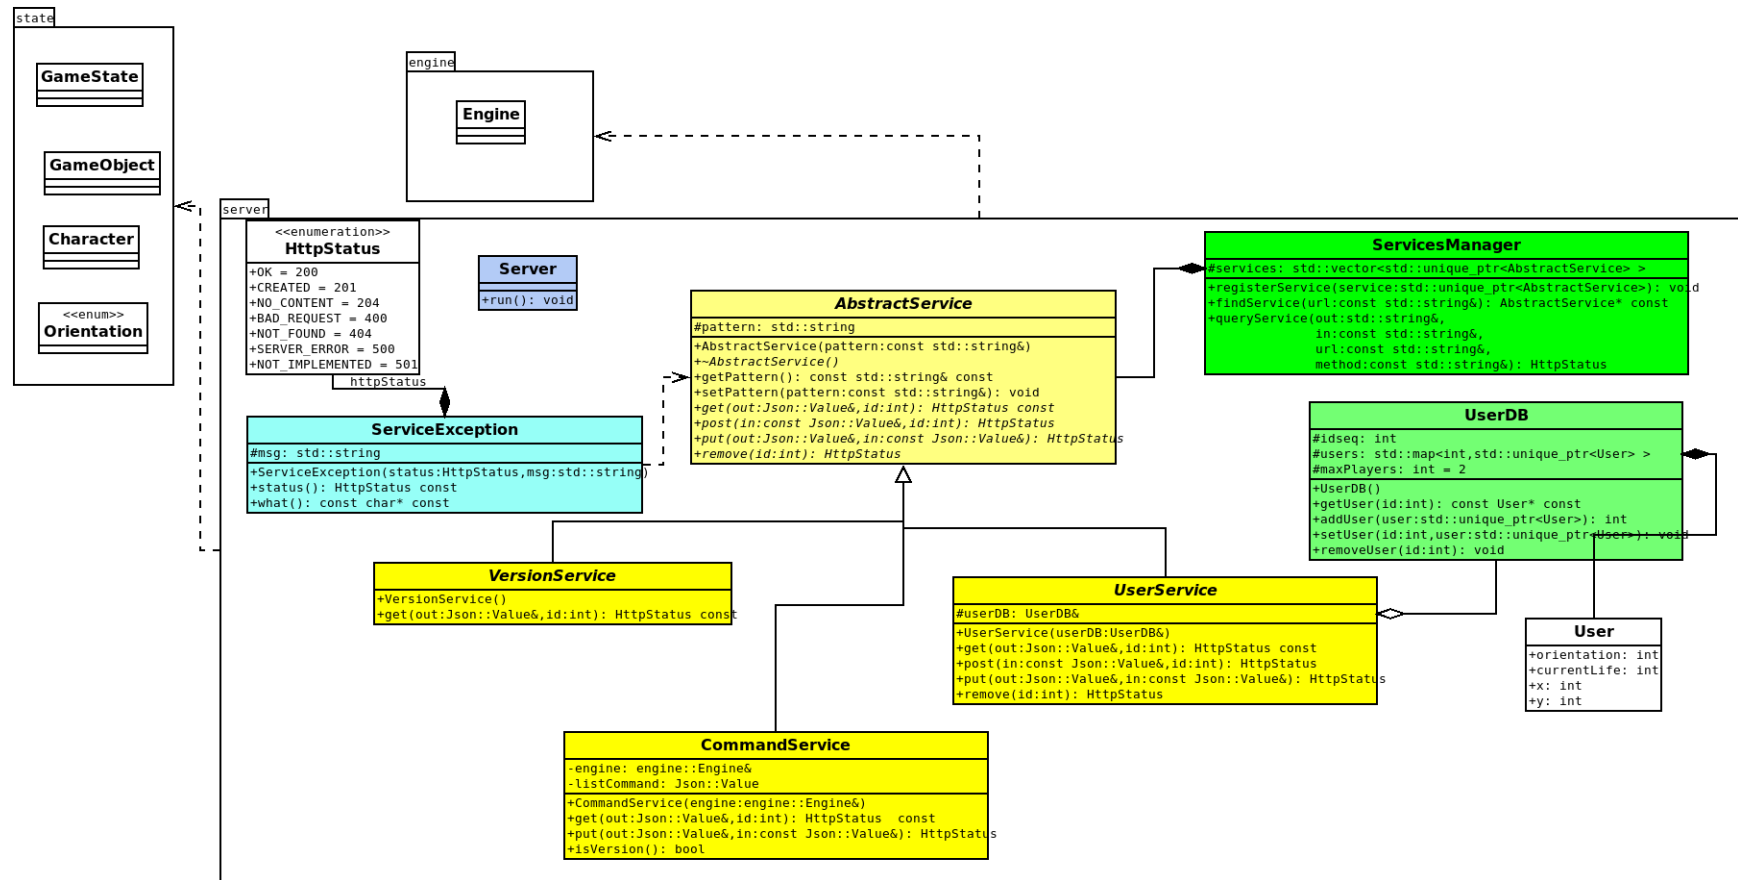 state
GameState
GameObject
Character
<<enum>>
Orientation
engine
Engine
server
<<enumeration>>
HttpStatus
+OK = 200
+CREATED = 201
+NO_CONTENT = 204
+BAD_REQUEST = 400
+NOT_FOUND = 404
+SERVER_ERROR = 500
+NOT_IMPLEMENTED = 501
httpStatus
Server
+run(): void
ServiceException
#msg: std::string
+ServiceException(status:HttpStatus,msg:std::string)
+status(): HttpStatus const
+what(): const char* const
AbstractService
#pattern: std::string
+AbstractService(pattern:const std::string&)
+~AbstractService()
+getPattern(): const std::string& const
+setPattern(pattern:const std::string&): void
+get(out:Json::Value&,id:int): HttpStatus const
+post(in:const Json::Value&,id:int): HttpStatus
+put(out:Json::Value&,in:const Json::Value&): HttpStatus
+remove(id:int): HttpStatus
ServicesManager
#services: std::vector<std::unique_ptr<AbstractService> >
+registerService(service:std::unique_ptr<AbstractService>): void
+findService(url:const std::string&): AbstractService* const
+queryService(out:std::string&,
in:const std::string&,
url:const std::string&,
method:const std::string&): HttpStatus
UserDB
#idseq: int
#users: std::map<int,std::unique_ptr<User> >
#maxPlayers: int = 2
+UserDB()
+getUser(id:int): const User* const
+addUser(user:std::unique_ptr<User>): int
+setUser(id:int,user:std::unique_ptr<User>): void
+removeUser(id:int): void
VersionService
+VersionService()
+get(out:Json::Value&,id:int): HttpStatus const
UserService
#userDB: UserDB&
+UserService(userDB:UserDB&)
+get(out:Json::Value&,id:int): HttpStatus const
+post(in:const Json::Value&,id:int): HttpStatus
+put(out:Json::Value&,in:const Json::Value&): HttpStatus
+remove(id:int): HttpStatus
User
+orientation: int
+currentLife: int
+x: int
+y: int
CommandService
-engine: engine::Engine&
-listCommand: Json::Value
+CommandService(engine:engine::Engine&)
+get(out:Json::Value&,id:int): HttpStatus  const
+put(out:Json::Value&,in:const Json::Value&): HttpStatus
+isVersion(): bool